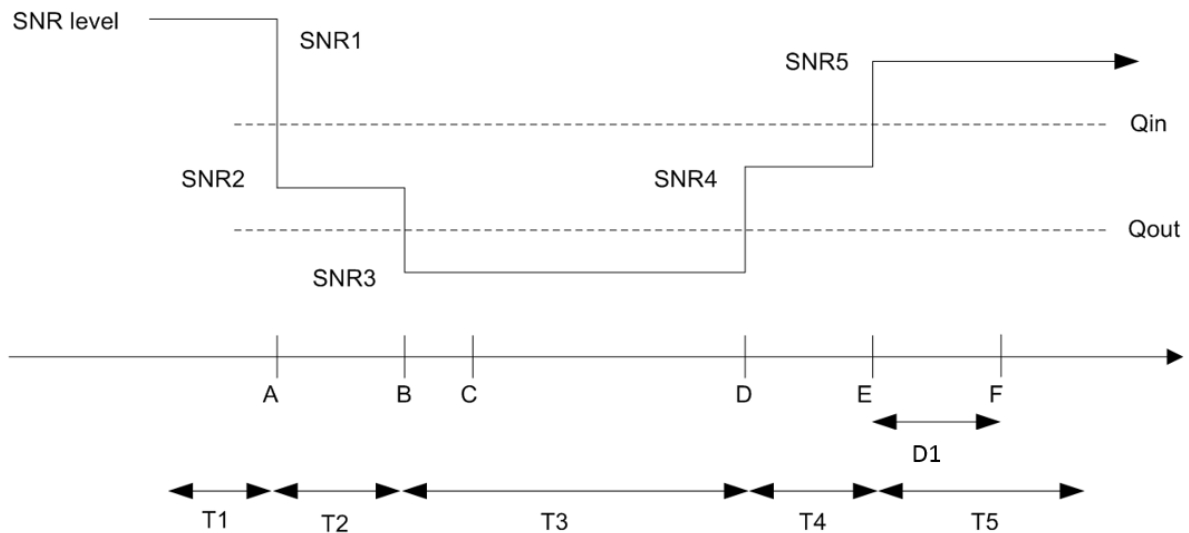 SNR level
SNR1
SNR5
Qin
SNR2
SNR4
Qout
SNR3
A B C D E F
D1
T1 T2 T3 T4 T5